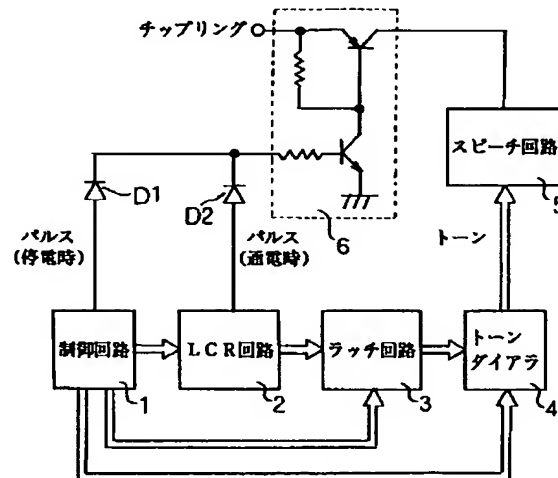 チップリング
スピーチ回路
5
D1
D2
6
パルス
(停電時)
パルス
(通電時)
トーン
制御回路
1
LCR回路
2
ラッチ回路
3
トーン
ダイアラ
4